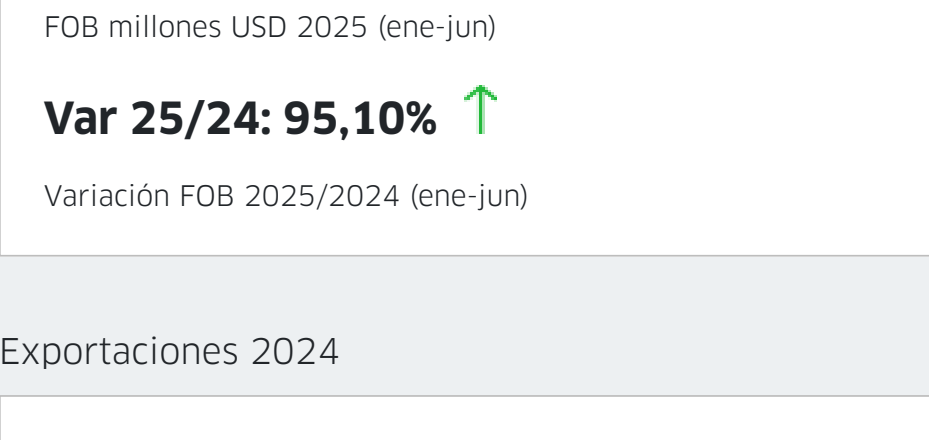 FOB millones USD 2025 (ene-jun)
Var 25/24: 95,10%
Variación FOB 2025/2024 (ene-jun)
Exportaciones 2024